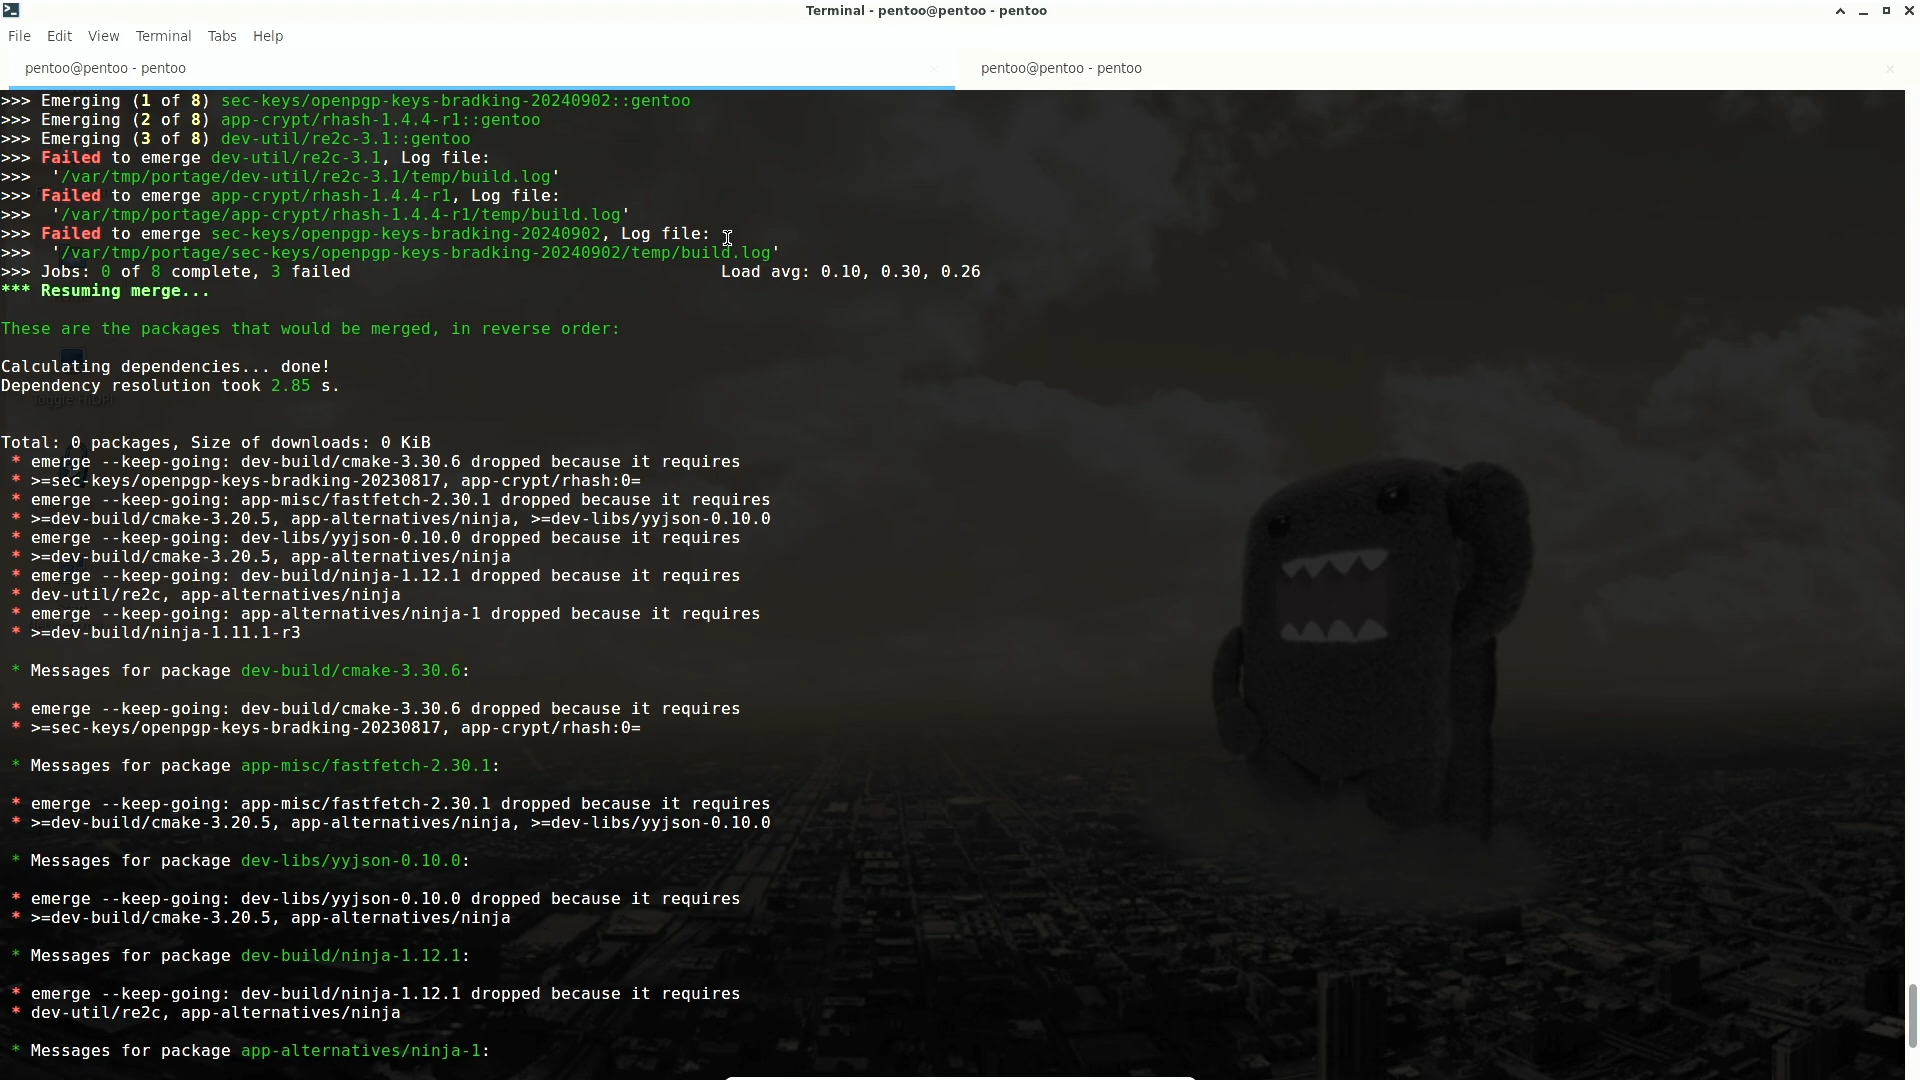 Terminal - pentoo@pentoo - pentoo
File Edit View Terminal Tabs Help
pentoo@pentoo - pentoo pentoo@pentoo - pentoo
>>> Emerging (1 of 8) sec-keys/openpgp-keys-bradking-20240902::gentoo
>>> Emerging (2 of 8) app-crypt/rhash-1.4.4-r1::gentoo
>>> Emerging (3 of 8) dev-util/re2c-3.1::gentoo
>>> Failed to emerge dev-util/re2c-3.1, Log file:
>>>  '/var/tmp/portage/dev-util/re2c-3.1/temp/build.log'
>>> Failed to emerge app-crypt/rhash-1.4.4-r1, Log file:
>>>  '/var/tmp/portage/app-crypt/rhash-1.4.4-r1/temp/build.log'
>>> Failed to emerge sec-keys/openpgp-keys-bradking-20240902, Log file:
>>>  '/var/tmp/portage/sec-keys/openpgp-keys-bradking-20240902/temp/build.log'
>>> Jobs: 0 of 8 complete, 3 failed Load avg: 0.10, 0.30, 0.26
*** Resuming merge...
These are the packages that would be merged, in reverse order:
Calculating dependencies... done!
Dependency resolution took 2.85 s.
Toggle HiDPI
Total: 0 packages, Size of downloads: 0 KiB
* emerge --keep-going: dev-build/cmake-3.30.6 dropped because it requires
* >=sec-keys/openpgp-keys-bradking-20230817, app-crypt/rhash:0=
* emerge --keep-going: app-misc/fastfetch-2.30.1 dropped because it requires
* >=dev-build/cmake-3.20.5, app-alternatives/ninja, >=dev-libs/yyjson-0.10.0
* emerge --keep-going: dev-libs/yyjson-0.10.0 dropped because it requires
* >=dev-build/cmake-3.20.5, app-alternatives/ninja
* emerge --keep-going: dev-build/ninja-1.12.1 dropped because it requires
* dev-util/re2c, app-alternatives/ninja
* emerge --keep-going: app-alternatives/ninja-1 dropped because it requires
* >=dev-build/ninja-1.11.1-r3
* Messages for package dev-build/cmake-3.30.6:
* emerge --keep-going: dev-build/cmake-3.30.6 dropped because it requires
* >=sec-keys/openpgp-keys-bradking-20230817, app-crypt/rhash:0=
* Messages for package app-misc/fastfetch-2.30.1:
* emerge --keep-going: app-misc/fastfetch-2.30.1 dropped because it requires
* >=dev-build/cmake-3.20.5, app-alternatives/ninja, >=dev-libs/yyjson-0.10.0
* Messages for package dev-libs/yyjson-0.10.0:
* emerge --keep-going: dev-libs/yyjson-0.10.0 dropped because it requires
* >=dev-build/cmake-3.20.5, app-alternatives/ninja
* Messages for package dev-build/ninja-1.12.1:
* emerge --keep-going: dev-build/ninja-1.12.1 dropped because it requires
* dev-util/re2c, app-alternatives/ninja
* Messages for package app-alternatives/ninja-1: